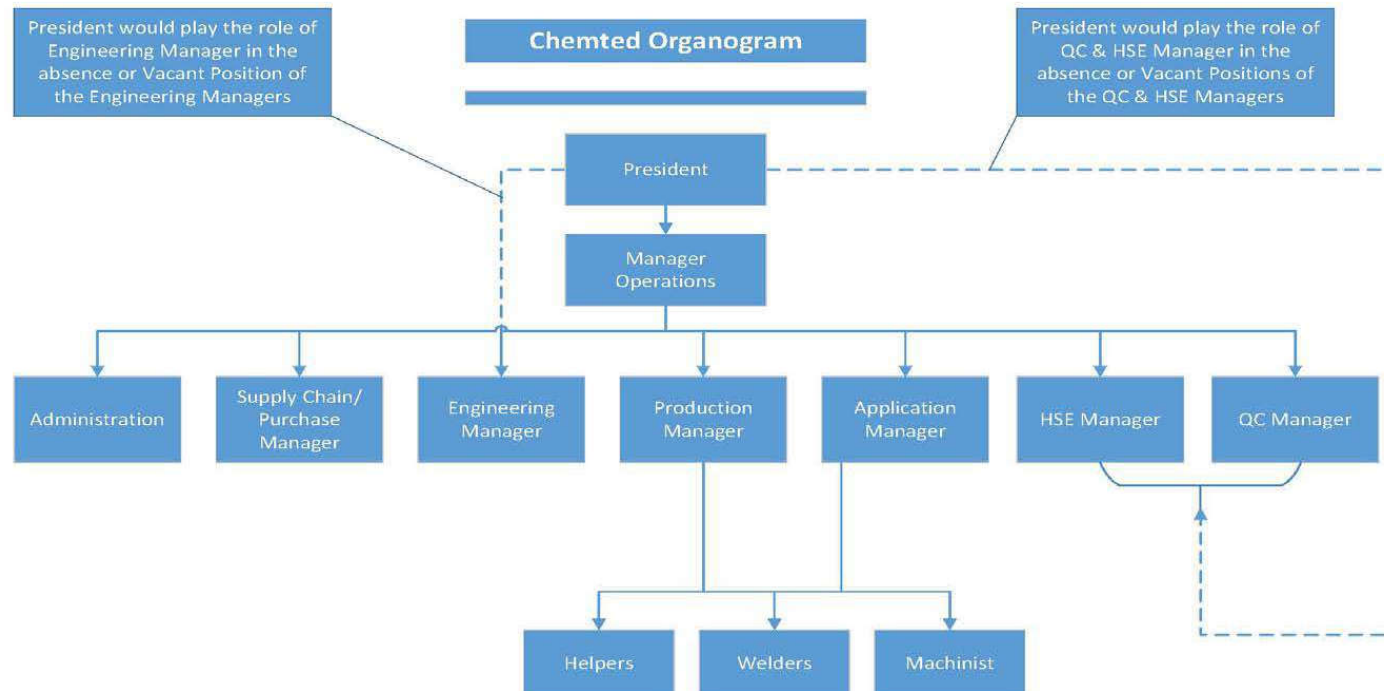 President would play the role of
Engineering Manager in the
absence or Vacant Position of
the Engineering Managers
Chemted Organogram
President would play the role of
QC & HSE Manager in the
absence or Vacant Positions of
the QC & HSE Managers
President
Manager
Operations
Administration
Supply Chain/
Purchase
Manager
Engineering
Manager
Production
Manager
Application
Manager
HSE Manager
QC Manager
Helpers
Welders
Machinist